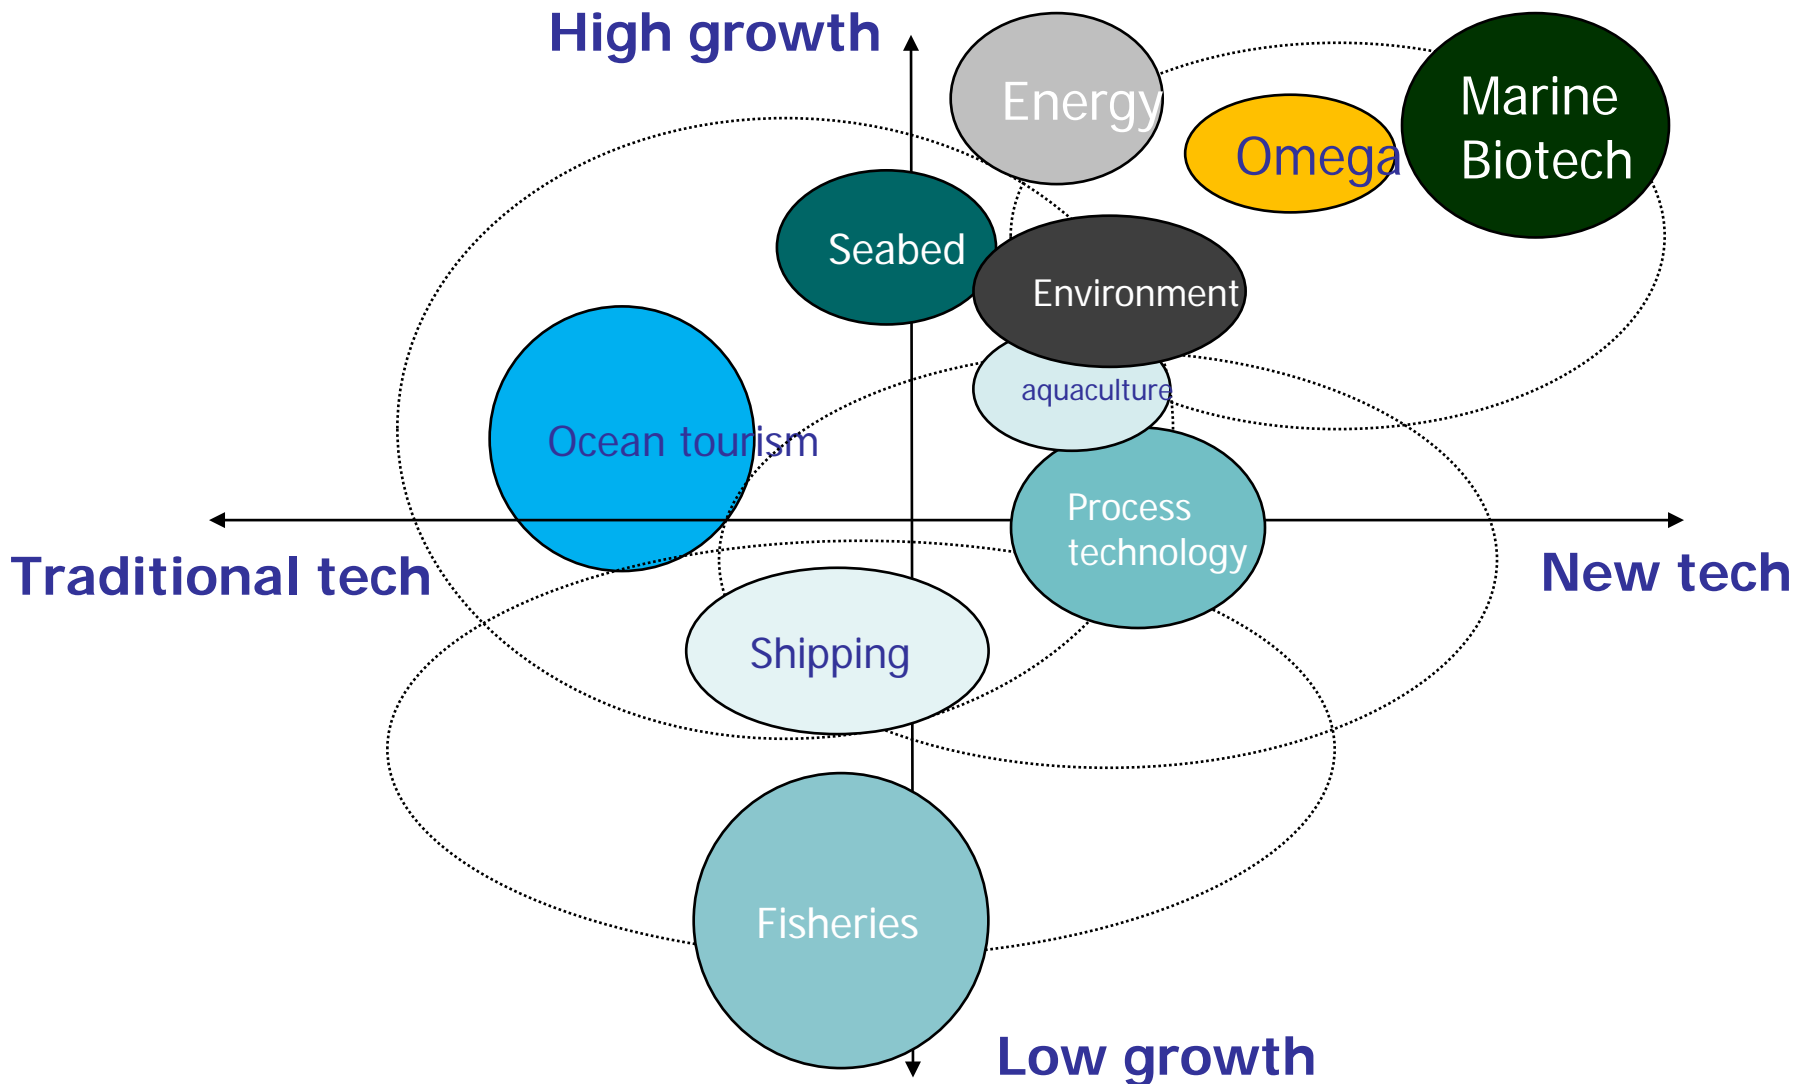 High growth
Energy
Marine
Biotech
Omega
Seabed
Environment
aquaculture
Ocean tourism
Process
technology
Traditional tech
New tech
Shipping
Fisheries
Low growth